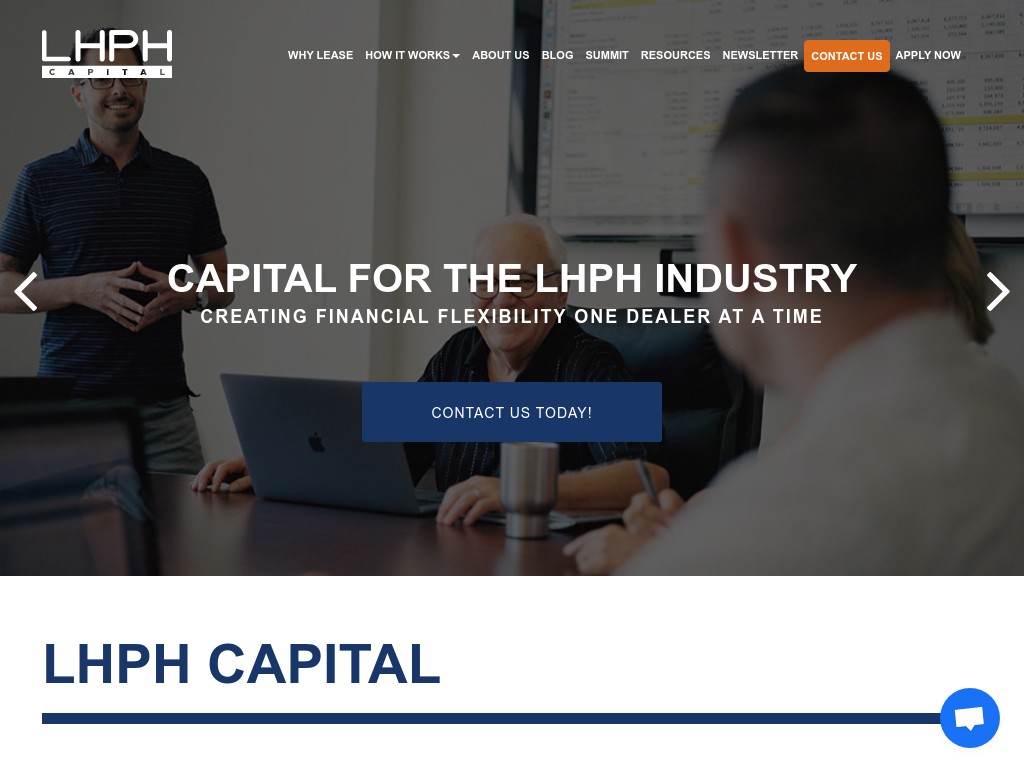 LHPH
CAPITAL
WHY LEASE HOW IT WORKS ABOUT US BLOG SUMMIT RESOURCES NEWSLETTER CONTACT US APPLY NOW
CAPITAL FOR THE LHPH INDUSTRY
CREATING FINANCIAL FLEXIBILITY ONE DEALER AT A TIME
CONTACT US TODAY!
LHPH CAPITAL